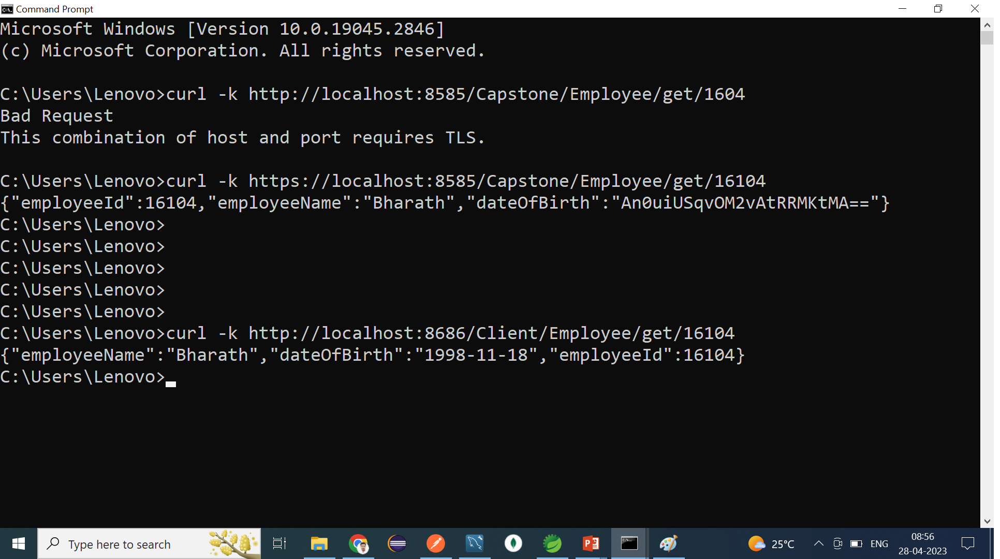 Command Prompt
Microsoft Windows [Version 10.0.19045.2846]
(c) Microsoft Corporation. All rights reserved.
C:\Users\Lenovo>curl -k http://localhost:8585/Capstone/Employee/get/1604
Bad Request
This combination of host and port requires TLS.
C:\Users\Lenovo>curl -k https://localhost:8585/Capstone/Employee/get/16104
{"employeeId":16104,"employeeName":"Bharath","dateOfBirth":"An0uiUSqvOM2vAtRRMKtMA=="}
C:\Users\Lenovo>
C:\Users\Lenovo>
C:\Users\Lenovo>
C:\Users\Lenovo>
C:\Users\Lenovo>
C:\Users\Lenovo>curl -k http://localhost:8686/Client/Employee/get/16104
{"employeeName":"Bharath","dateOfBirth":"1998-11-18","employeeId":16104}
C:\Users\Lenovo>
Type here to search
25°C
ENG
08:56
28-04-2023